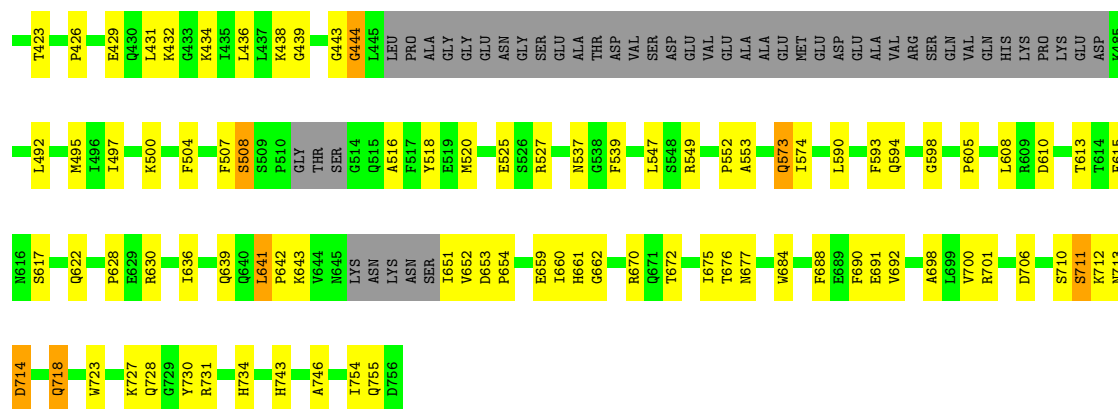 T423 P426 E429 Q430 L431 K432 G433 K434 I435 L436 L437 K438 G439 G443 G444 L445 LEU PRO ALA GLY GLY GLU ASN GLY SER GLU ALA THR ASP VAL SER ASP GLU VAL GLU ALA ALA GLU MET GLU ASP GLU ALA VAL ARG SER GLN VAL GLN HIS LYS PRO LYS GLU ASP K485
L492 M495 I496 I497 K500 F504 F507 S508 S509 P510 GLY THR SER G514 Q515 A516 F517 Y518 E519 M520 E525 S526 R527 N537 G538 F539 L547 S548 R549 P552 A553 Q573 I574 L590 F593 Q594 G598 P605 L608 R609 D610 T613 T614 E615
N616 S617 Q622 P628 E629 R630 I636 Q639 Q640 L641 P642 K643 V644 N645 LYS ASN LYS ASN SER I651 V652 D653 P654 E659 I660 H661 G662 R670 Q671 T672 I675 T676 N677 W684 F688 E689 F690 E691 V692 A698 L699 V700 R701 D706 S710 S711 K712 N713
D714 Q718 W723 K727 Q728 G729 Y730 R731 H734 H743 A746 I754 Q755 D756